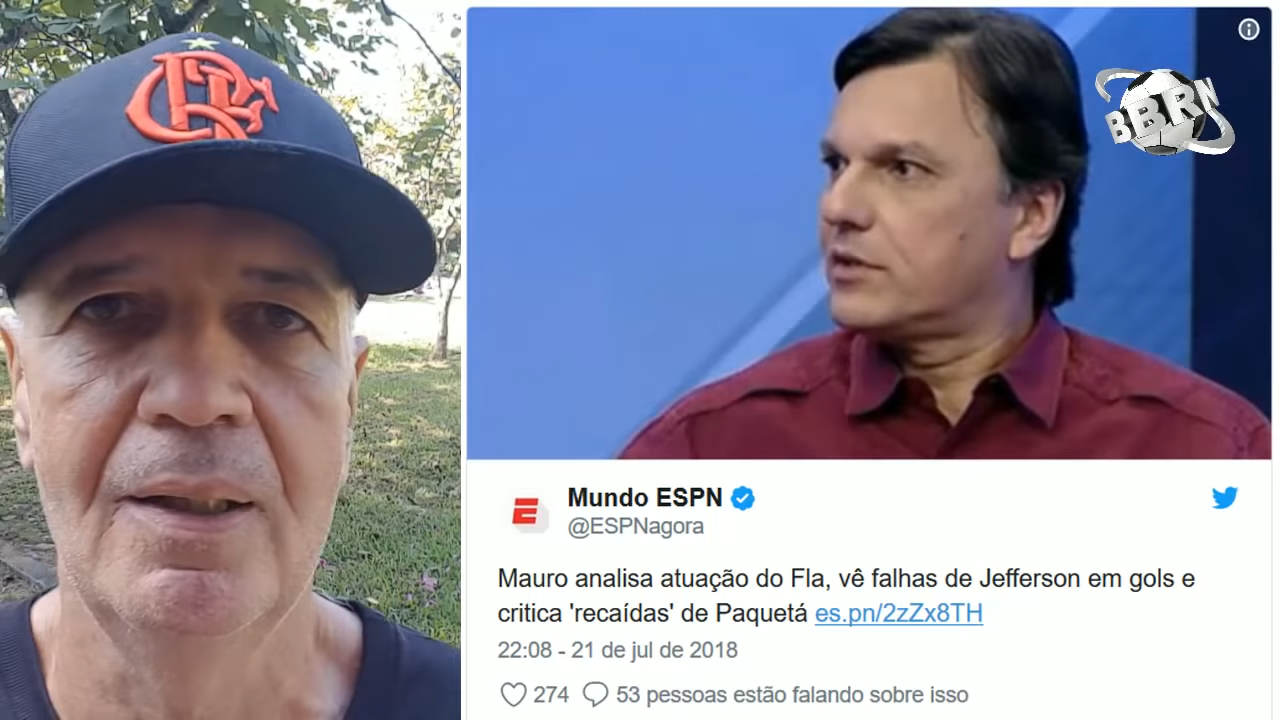 CRF
BBRN
Mundo ESPN
@ESPNagora
Mauro analisa atuação do Fla, vê falhas de Jefferson em gols e
critica 'recaídas' de Paquetá es.pn/2zZx8TH
22:08 - 21 de jul de 2018
274 53 pessoas estão falando sobre isso